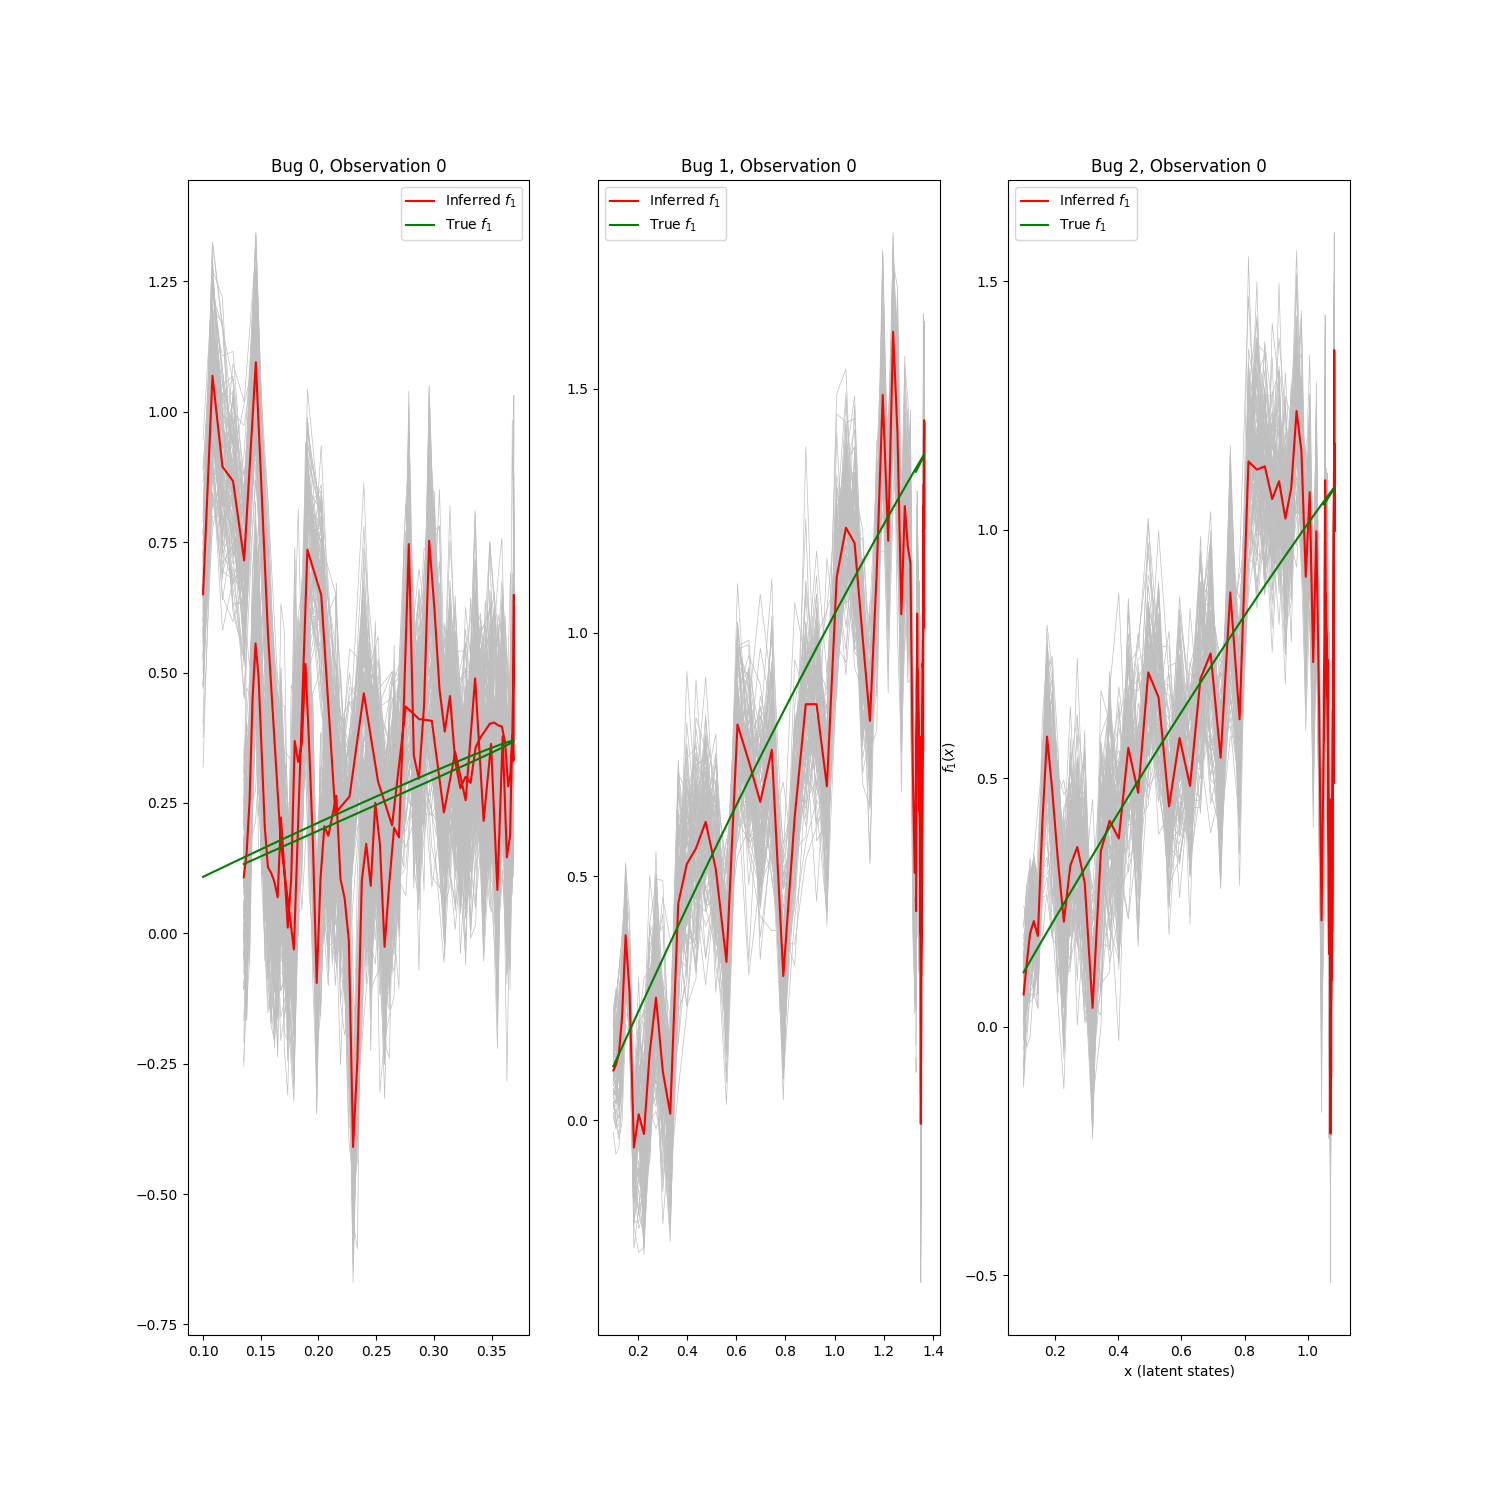 Bug 0, Observation 0
Inferred f₁
True f₁
1.25
1.00
0.75
0.50
0.25
0.00
−0.25
−0.50
−0.75
0.10 0.15 0.20 0.25 0.30 0.35
Bug 1, Observation 0
Inferred f₁
True f₁
1.5
1.0
0.5
0.0
0.2 0.4 0.6 0.8 1.0 1.2 1.4
Bug 2, Observation 0
Inferred f₁
True f₁
f₁(x)
1.5
1.0
0.5
0.0
−0.5
0.2 0.4 0.6 0.8 1.0
x (latent states)